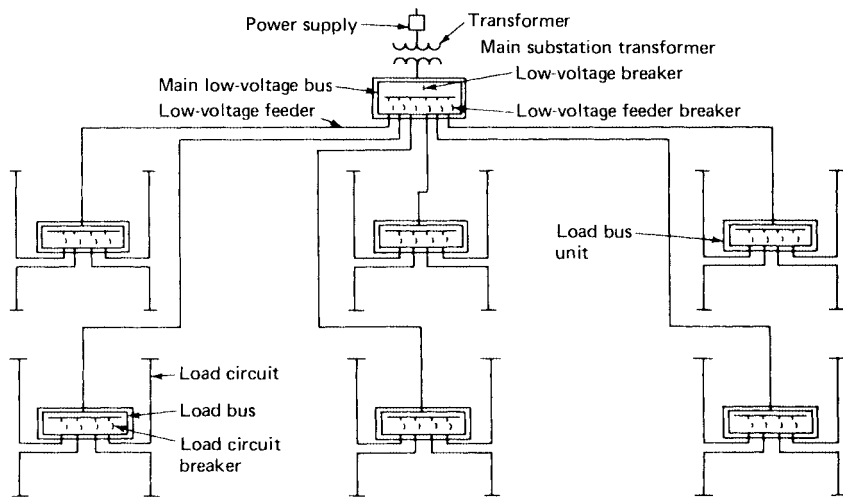 Power supply
Transformer
Main substation transformer
Low-voltage breaker
Main low-voltage bus
Low-voltage feeder
Low-voltage feeder breaker
Load bus
unit
Load circuit
Load bus
Load circuit
breaker